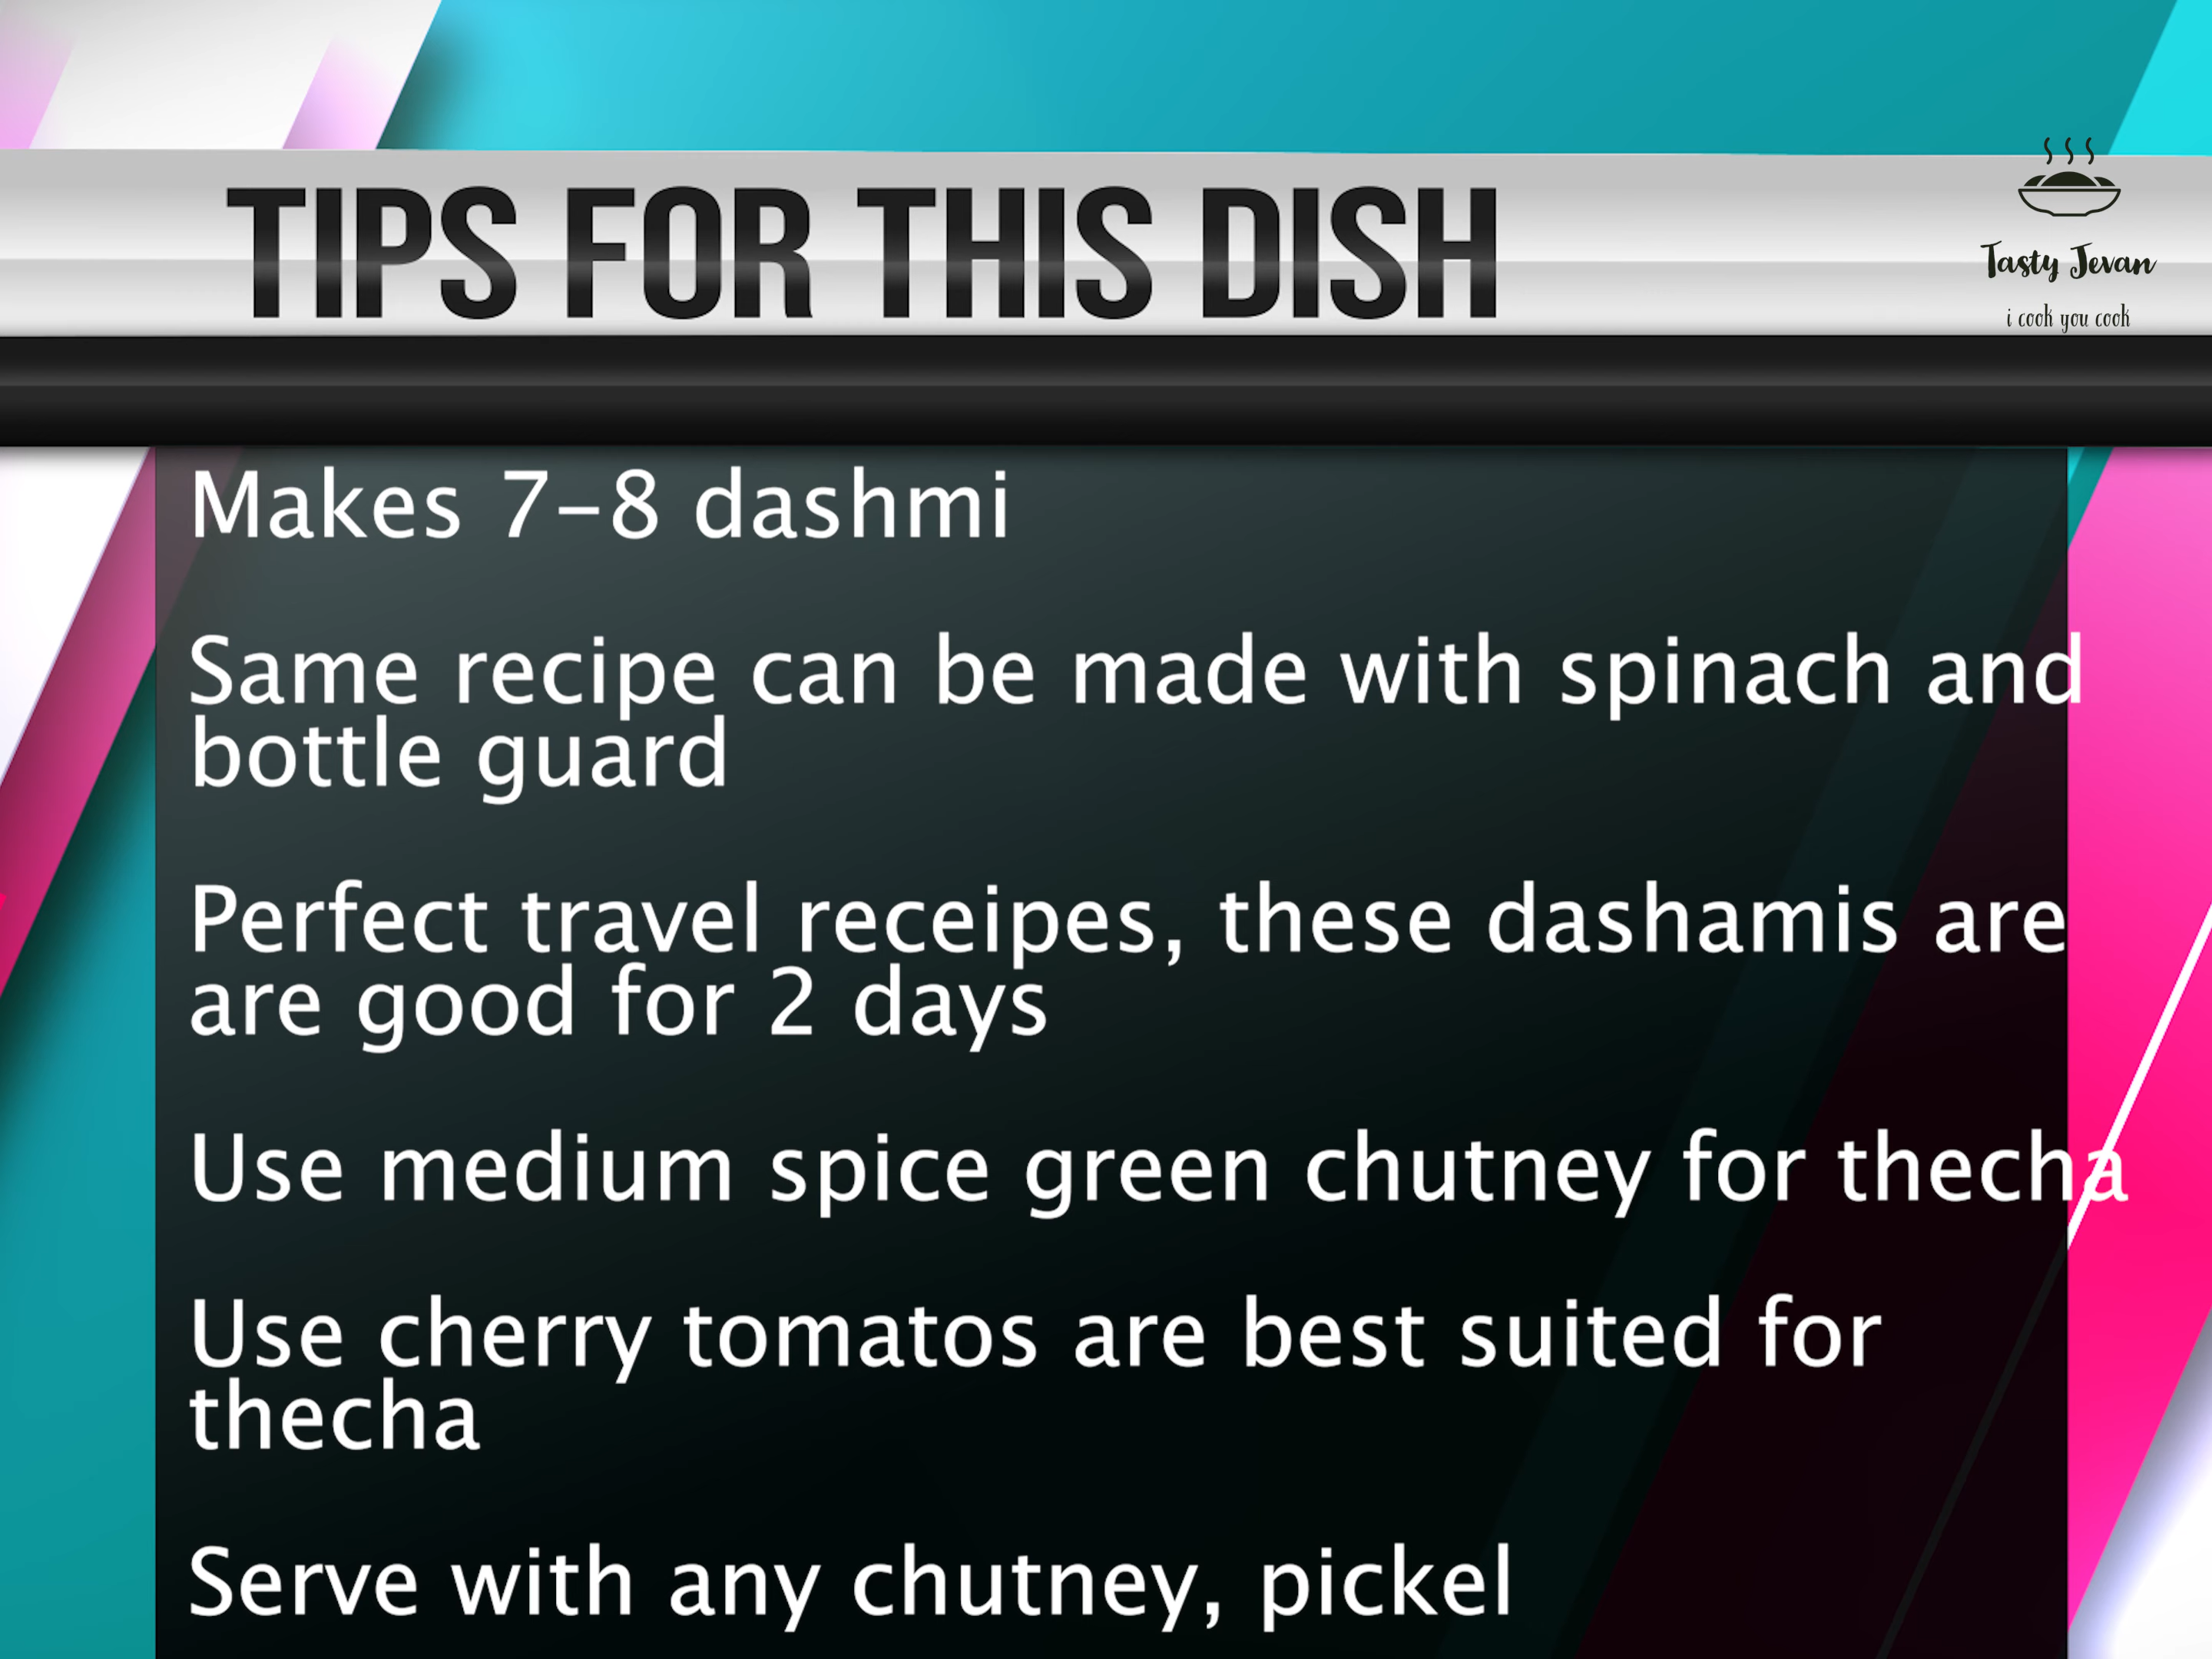 TIPS FOR THIS DISH
Tasty Jevan
i cook you cook
Makes 7-8 dashmi
Same recipe can be made with spinach and
bottle guard
Perfect travel receipes, these dashamis are
are good for 2 days
Use medium spice green chutney for thecha
Use cherry tomatos are best suited for
thecha
Serve with any chutney, pickel